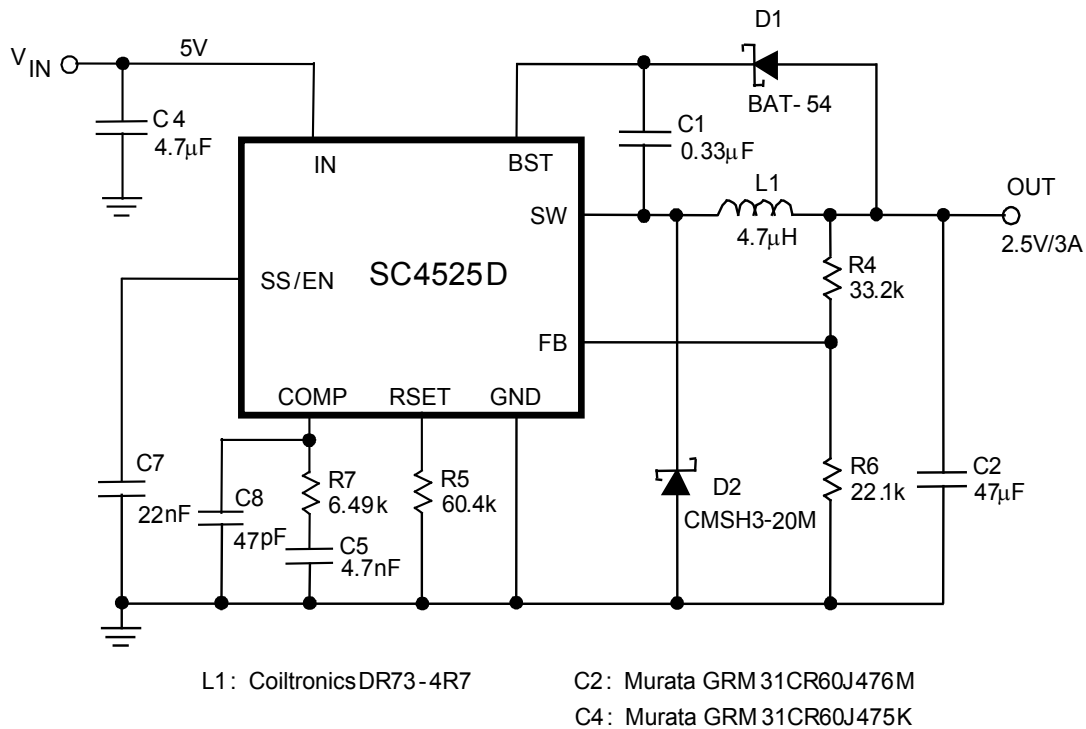 D1
V IN
5V
BAT-54
C4
4.7µF
C1
0.33µF
IN
BST
L1
OUT
SW
4.7µH
2.5V/3A
SS/EN
SC4525D
R4
33.2k
FB
COMP
RSET
GND
C7
22nF
C8
47pF
R7
6.49k
R5
60.4k
C5
4.7nF
D2
CMSH3-20M
R6
22.1k
C2
47µF
L1: Coiltronics DR73-4R7
C2: Murata GRM31CR60J476M
C4: Murata GRM31CR60J475K